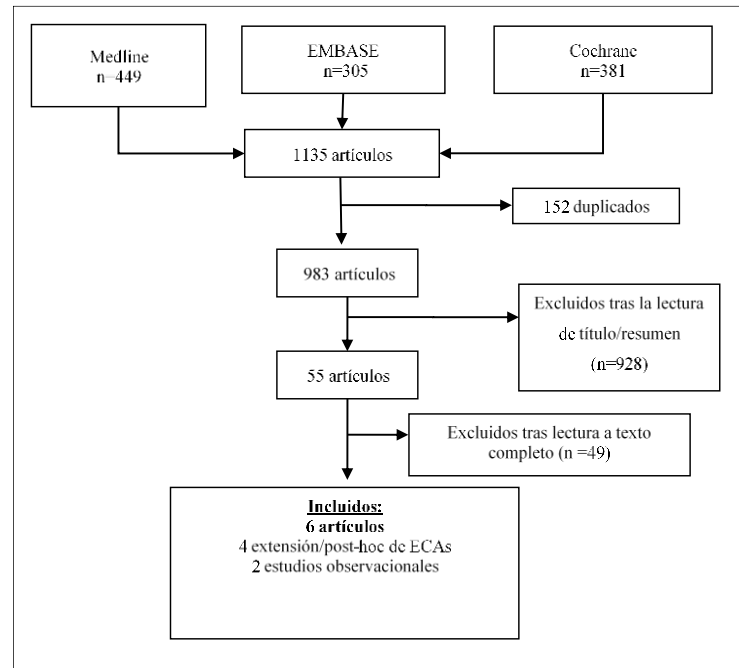 Medline
n=449
EMBASE
n=305
Cochrane
n=381
1135 artículos
152 duplicados
983 artículos
Excluidos tras la lectura
de título/resumen
(n=928)
55 artículos
Excluidos tras lectura a texto
completo (n =49)
Incluidos:
6 artículos
4 extensión/post-hoc de ECAs
2 estudios observacionales